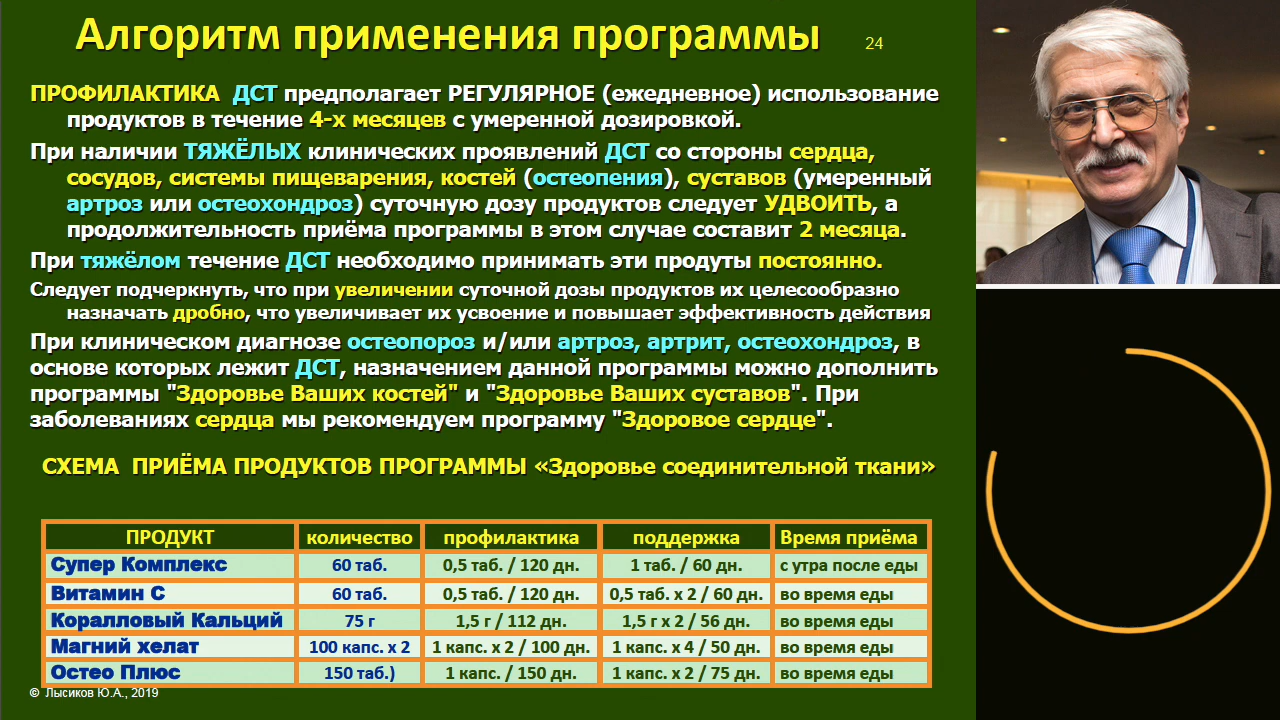 Алгоритм применения программы
24
ПРОФИЛАКТИКА ДСТ предполагает РЕГУЛЯРНОЕ (ежедневное) использование
продуктов в течение 4-х месяцев с умеренной дозировкой.
При наличии ТЯЖЁЛЫХ клинических проявлений ДСТ со стороны сердца,
сосудов, системы пищеварения, костей (остеопения), суставов (умеренный
артроз или остеохондроз) суточную дозу продуктов следует УДВОИТЬ, а
продолжительность приёма программы в этом случае составит 2 месяца.
При тяжёлом течение ДСТ необходимо принимать эти продуты постоянно.
Следует подчеркнуть, что при увеличении суточной дозы продуктов их целесообразно
назначать дробно, что увеличивает их усвоение и повышает эффективность действия
При клиническом диагнозе остеопороз и/или артроз, артрит, остеохондроз, в
основе которых лежит ДСТ, назначением данной программы можно дополнить
программы "Здоровье Ваших костей" и "Здоровье Ваших суставов". При
заболеваниях сердца мы рекомендуем программу "Здоровое сердце".
СХЕМА ПРИЁМА ПРОДУКТОВ ПРОГРАММЫ «Здоровье соединительной ткани»
ПРОДУКТ количество профилактика поддержка Время приёма
Супер Комплекс 60 таб. 0,5 таб. / 120 дн. 1 таб. / 60 дн. с утра после еды
Витамин С 60 таб. 0,5 таб. / 120 дн. 0,5 таб. х 2 / 60 дн. во время еды
Коралловый Кальций 75 г 1,5 г / 112 дн. 1,5 г х 2 / 56 дн. во время еды
Магний хелат 100 капс. х 2 1 капс. х 2 / 100 дн. 1 капс. х 4 / 50 дн. во время еды
Остео Плюс 150 таб.) 1 капс. / 150 дн. 1 капс. х 2 / 75 дн. во время еды
© Лысиков Ю.А., 2019